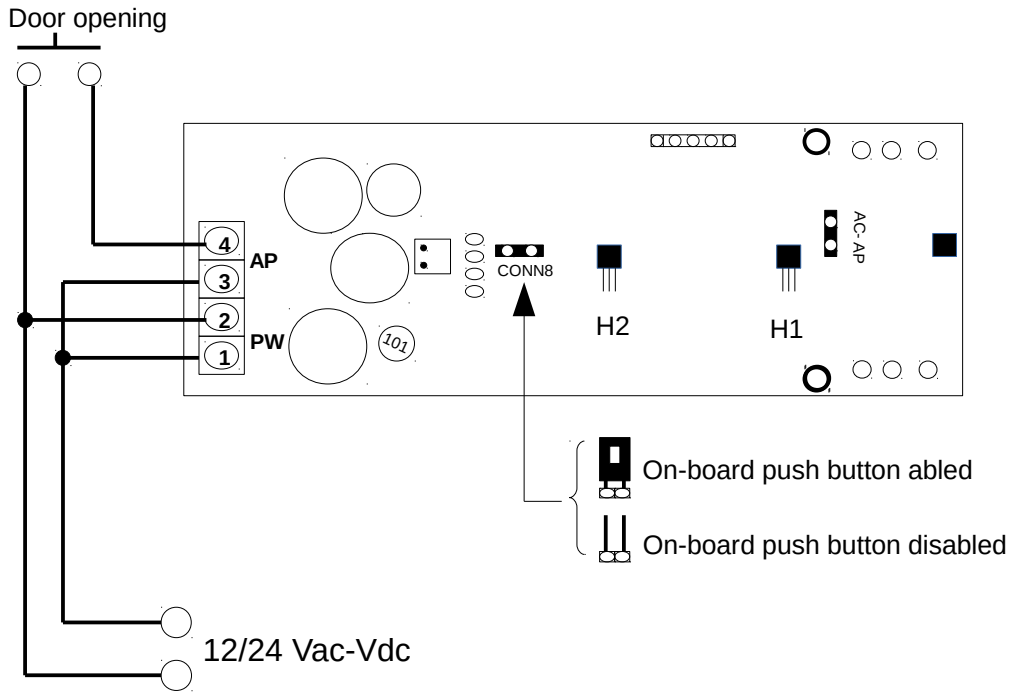 Door opening
4
AP
3
2
PW
1
101
CONN8
H2
H1
AC- AP
On-board push button abled
On-board push button disabled
12/24 Vac-Vdc